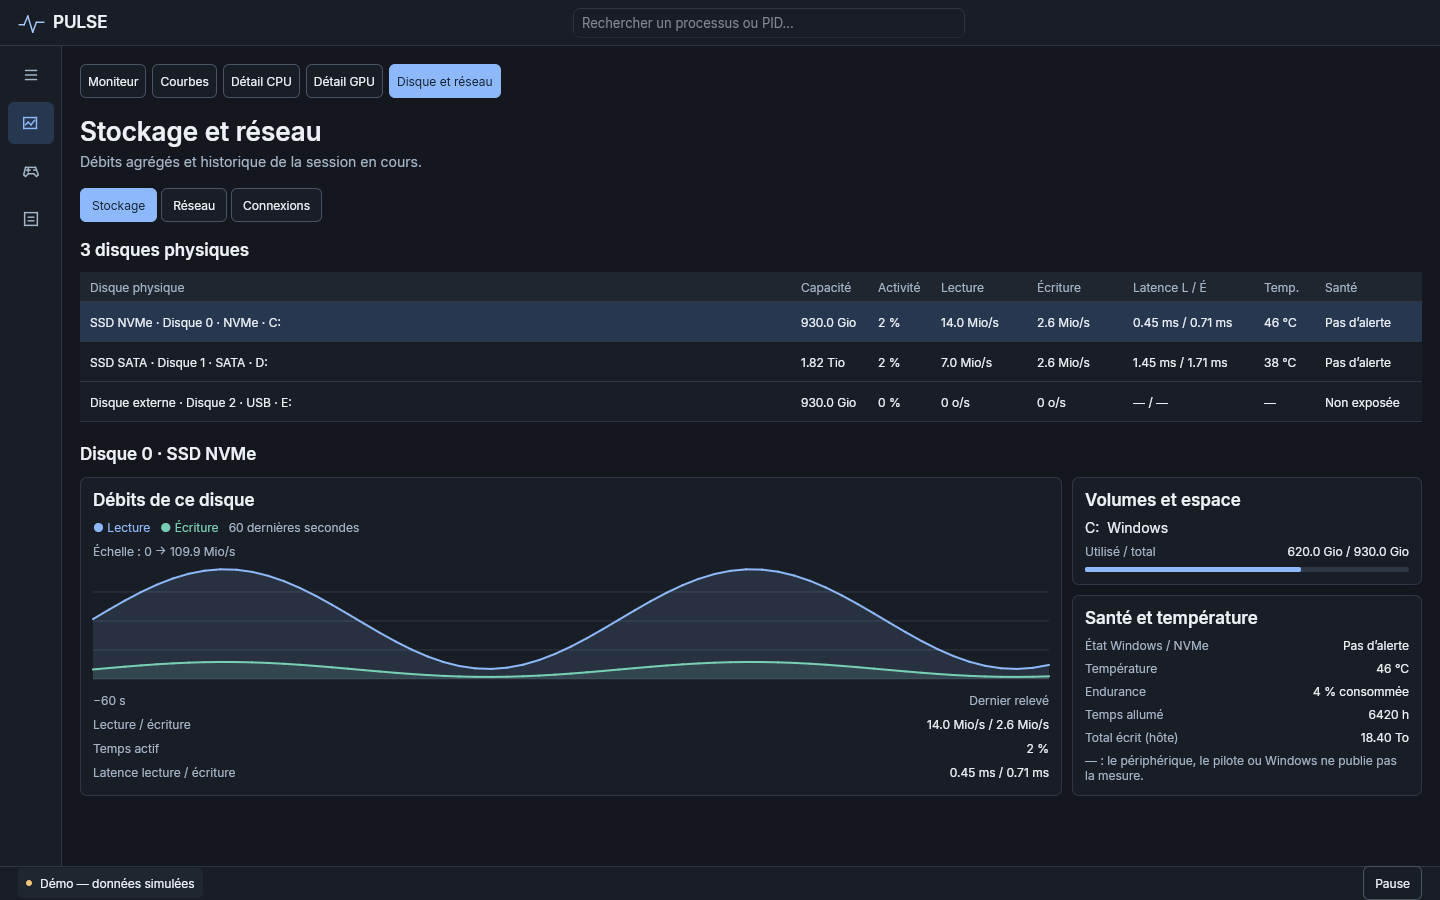 PULSE
Rechercher un processus ou PID...
Moniteur
Courbes
Détail CPU
Détail GPU
Disque et réseau
Stockage et réseau
Débits agrégés et historique de la session en cours.
Stockage
Réseau
Connexions
3 disques physiques
Disque physique Capacité Activité Lecture Écriture Latence L / É Temp. Santé
SSD NVMe · Disque 0 · NVMe · C: 930.0 Gio 2 % 14.0 Mio/s 2.6 Mio/s 0.45 ms / 0.71 ms 46 °C Pas d’alerte
SSD SATA · Disque 1 · SATA · D: 1.82 Tio 2 % 7.0 Mio/s 2.6 Mio/s 1.45 ms / 1.71 ms 38 °C Pas d’alerte
Disque externe · Disque 2 · USB · E: 930.0 Gio 0 % 0 o/s 0 o/s — / — — Non exposée
Disque 0 · SSD NVMe
Débits de ce disque
Lecture Écriture 60 dernières secondes
Échelle : 0 → 109.9 Mio/s
−60 s Dernier relevé
Lecture / écriture 14.0 Mio/s / 2.6 Mio/s
Temps actif 2 %
Latence lecture / écriture 0.45 ms / 0.71 ms
Volumes et espace
C: Windows
Utilisé / total 620.0 Gio / 930.0 Gio
Santé et température
État Windows / NVMe Pas d’alerte
Température 46 °C
Endurance 4 % consommée
Temps allumé 6420 h
Total écrit (hôte) 18.40 To
— : le périphérique, le pilote ou Windows ne publie pas
la mesure.
Démo — données simulées
Pause